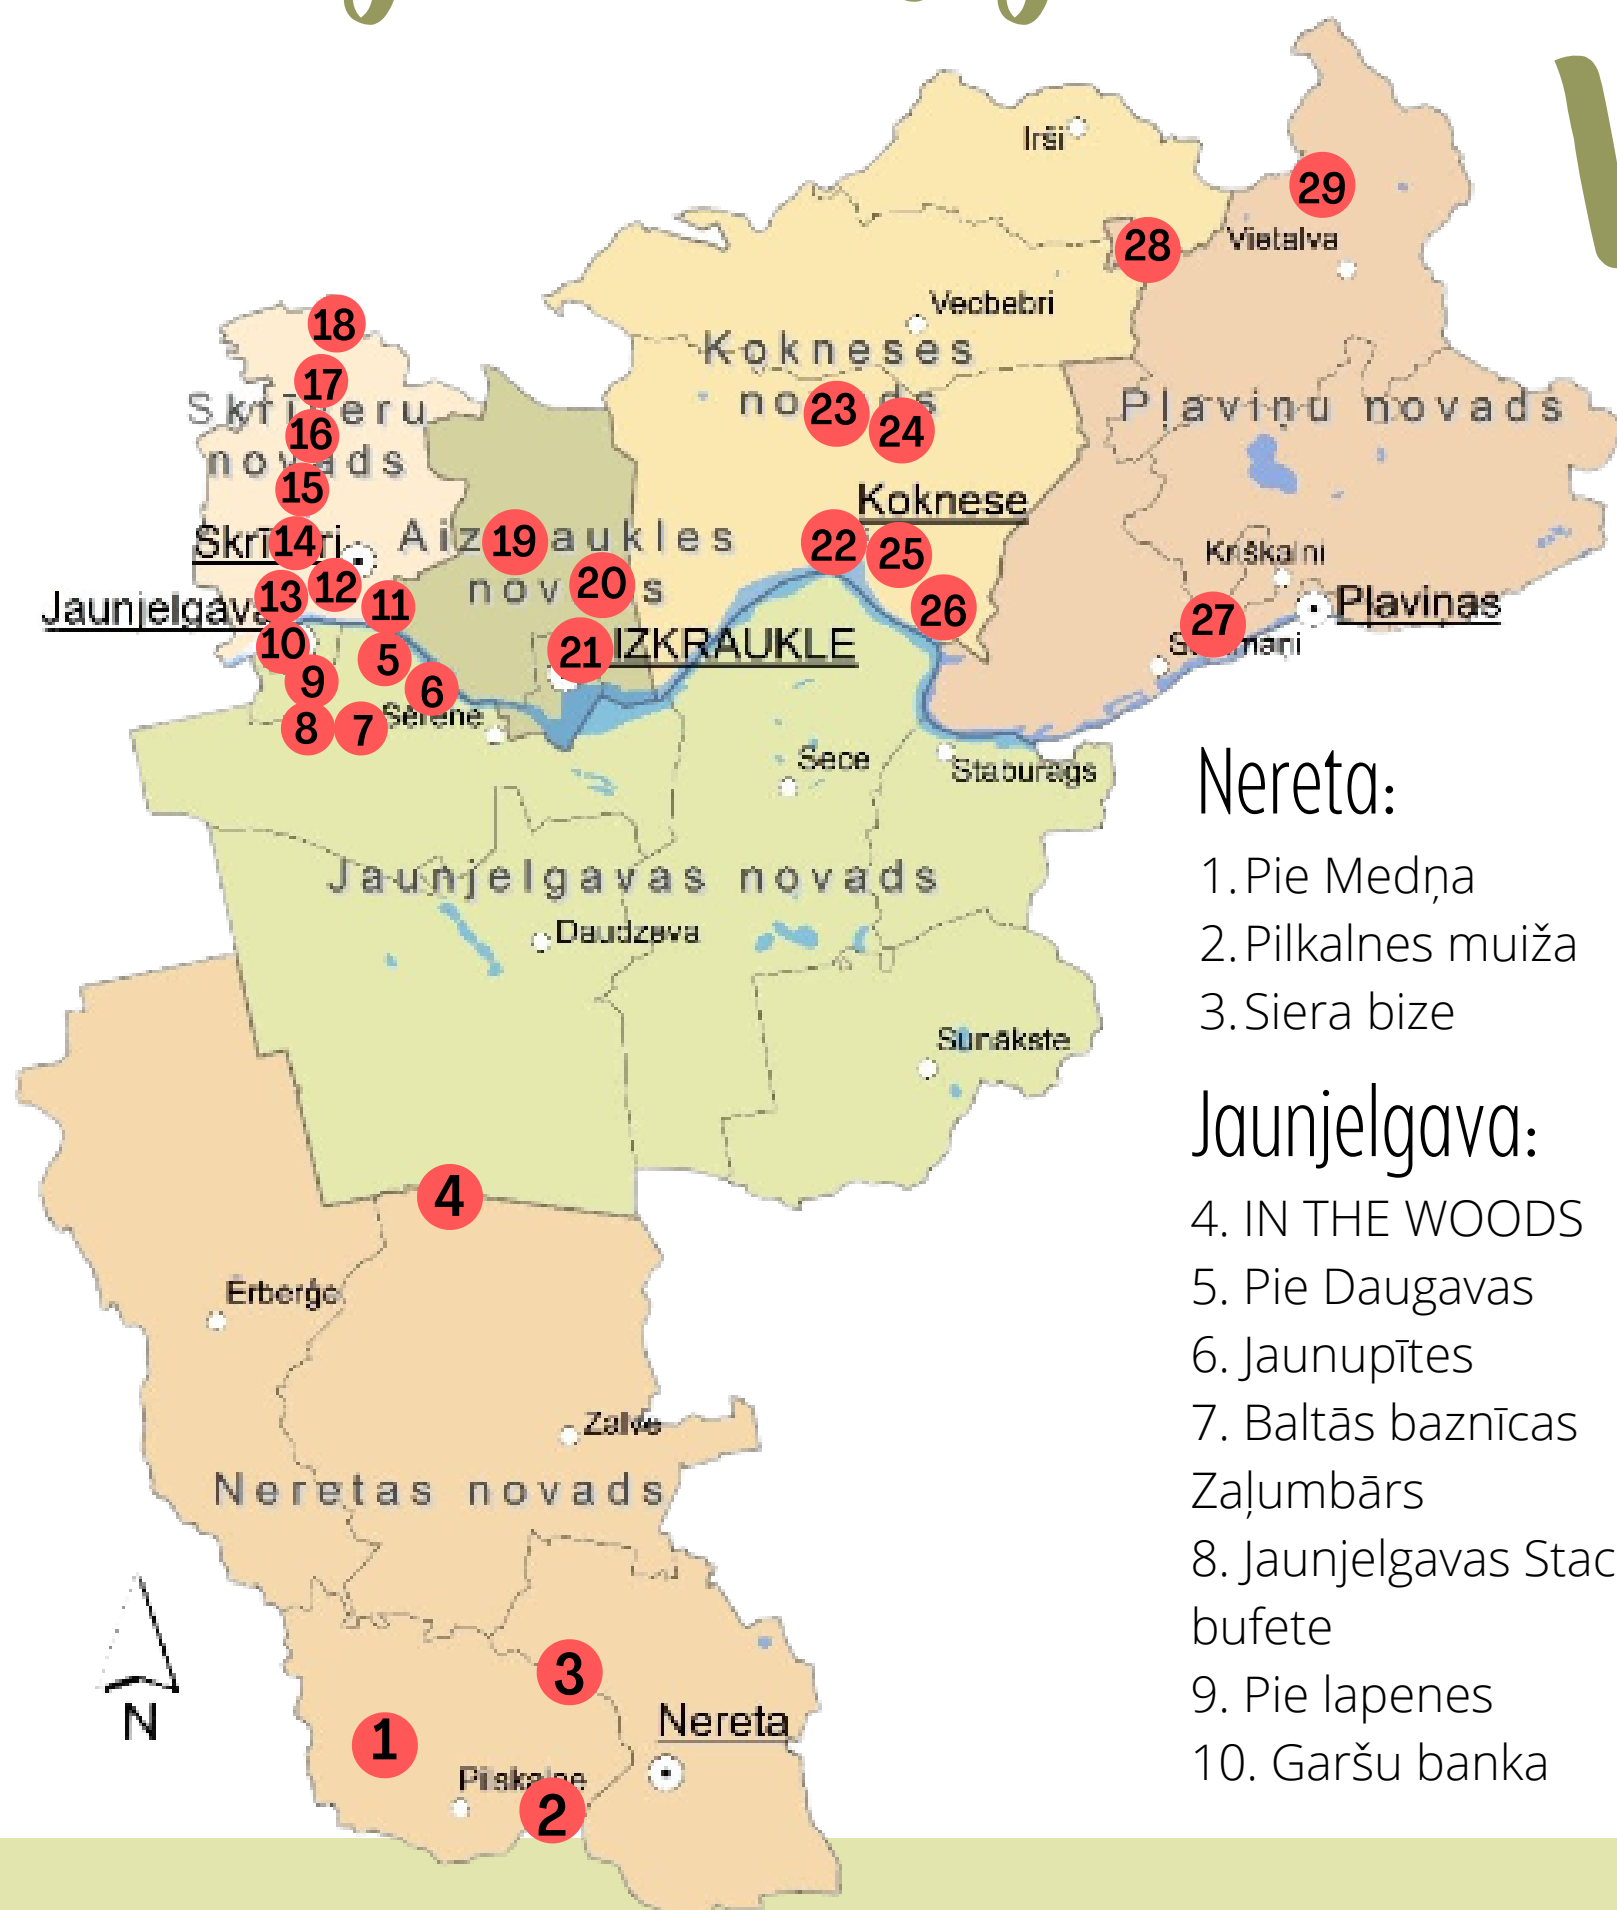 Irši
29
28
Vietalva
Vecbebri
18
Kokneses
novads
17
23
24
Skrīveru
novads
16
15
Pļaviņu novads
Koknese
Skrīveri
14
Aizkraukles
novads
19
22
25
Kriškalni
20
12
13
11
26
Jaunjelgava
Pļaviņas
27
10
5
21
IZKRAUKLE
9
6
8
7
Sērene
Sece
Staburags
Jaunjelgavas novads
Daudzeva
Sunākste
4
Ērberģe
Zalve
Neretas novads
3
1
Nereta
N
Pilskalne
2
Nereta:
1. Pie Medņa
2. Pilkalnes muiža
3. Siera bize
Jaunjelgava:
4. IN THE WOODS
5. Pie Daugavas
6. Jaunupītes
7. Baltās baznīcas
Zaļumbārs
8. Jaunjelgavas Stac
bufete
9. Pie lapenes
10. Garšu banka